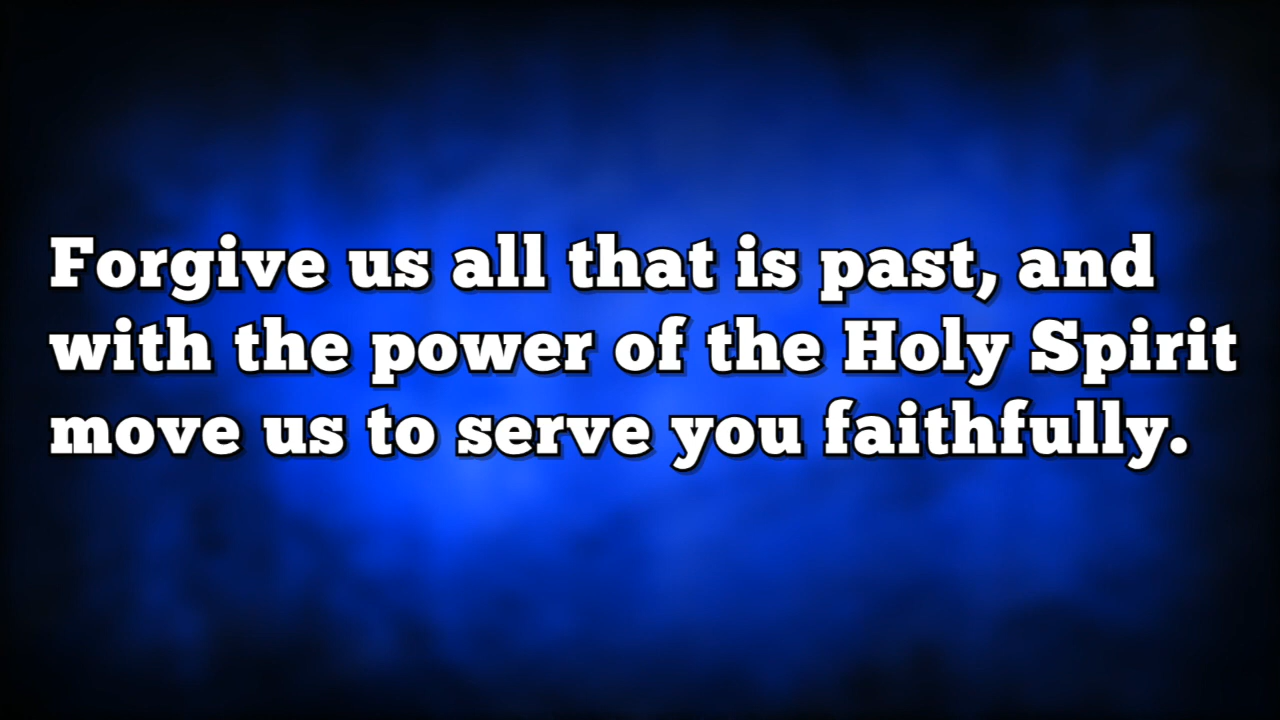 Forgive us all that is past, and
with the power of the Holy Spirit
move us to serve you faithfully.